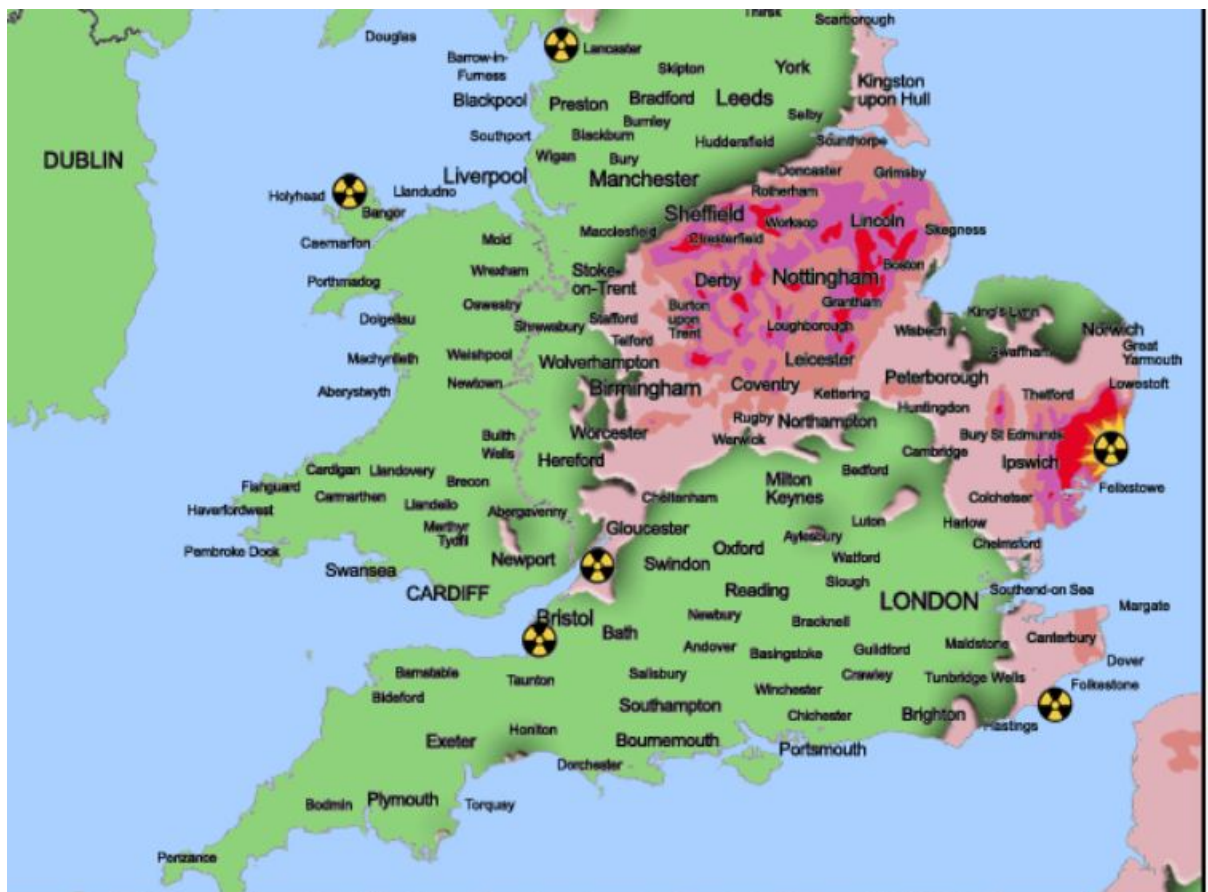 Thirsk
Scarborough
Douglas
Lancaster
Barrow-in-
Furness
Skipton
York
Kingston
upon Hull
Blackpool
Preston
Bradford
Leeds
Selby
Burnley
Southport
Blackburn
Huddersfield
Scunthorpe
DUBLIN
Wigan
Bury
Liverpool
Manchester
Doncaster
Grimsby
Rotherham
Holyhead
Llandudno
Bangor
Sheffield
Worksop
Lincoln
Skegness
Caernarfon
Mold
Macclesfield
Chesterfield
Boston
Wrexham
Stoke-
on-Trent
Derby
Nottingham
Porthmadog
Oswestry
Grantham
Dolgellau
Shrewsbury
Stafford
Burton
upon
Trent
Loughborough
Wisbech
King's Lynn
Norwich
Telford
Great
Yarmouth
Machynlleth
Welshpool
Wolverhampton
Leicester
Swaffham
Aberystwyth
Newtown
Birmingham
Coventry
Kettering
Peterborough
Thetford
Lowestoft
Huntingdon
Rugby
Northampton
Builth
Wells
Worcester
Warwick
Bury St Edmunds
Cambridge
Hereford
Ipswich
Cardigan
Llandovery
Brecon
Milton
Keynes
Bedford
Fishguard
Carmarthen
Cheltenham
Colchetser
Felixstowe
Haverfordwest
Llandeilo
Abergavenny
Gloucester
Luton
Harlow
Merthyr
Tydfil
Aylesbury
Chelmsford
Pembroke Dock
Newport
Swindon
Oxford
Watford
Swansea
CARDIFF
Reading
Slough
LONDON
Southend-on Sea
Margate
Bristol
Bath
Newbury
Bracknell
Andover
Basingstoke
Guildford
Maidstone
Canterbury
Dover
Barnstable
Taunton
Salisbury
Crawley
Tunbridge Wells
Folkestone
Bideford
Winchester
Southampton
Chichester
Brighton
Hastings
Honiton
Exeter
Bournemouth
Portsmouth
Dorchester
Bodmin
Plymouth
Torquay
Penzance